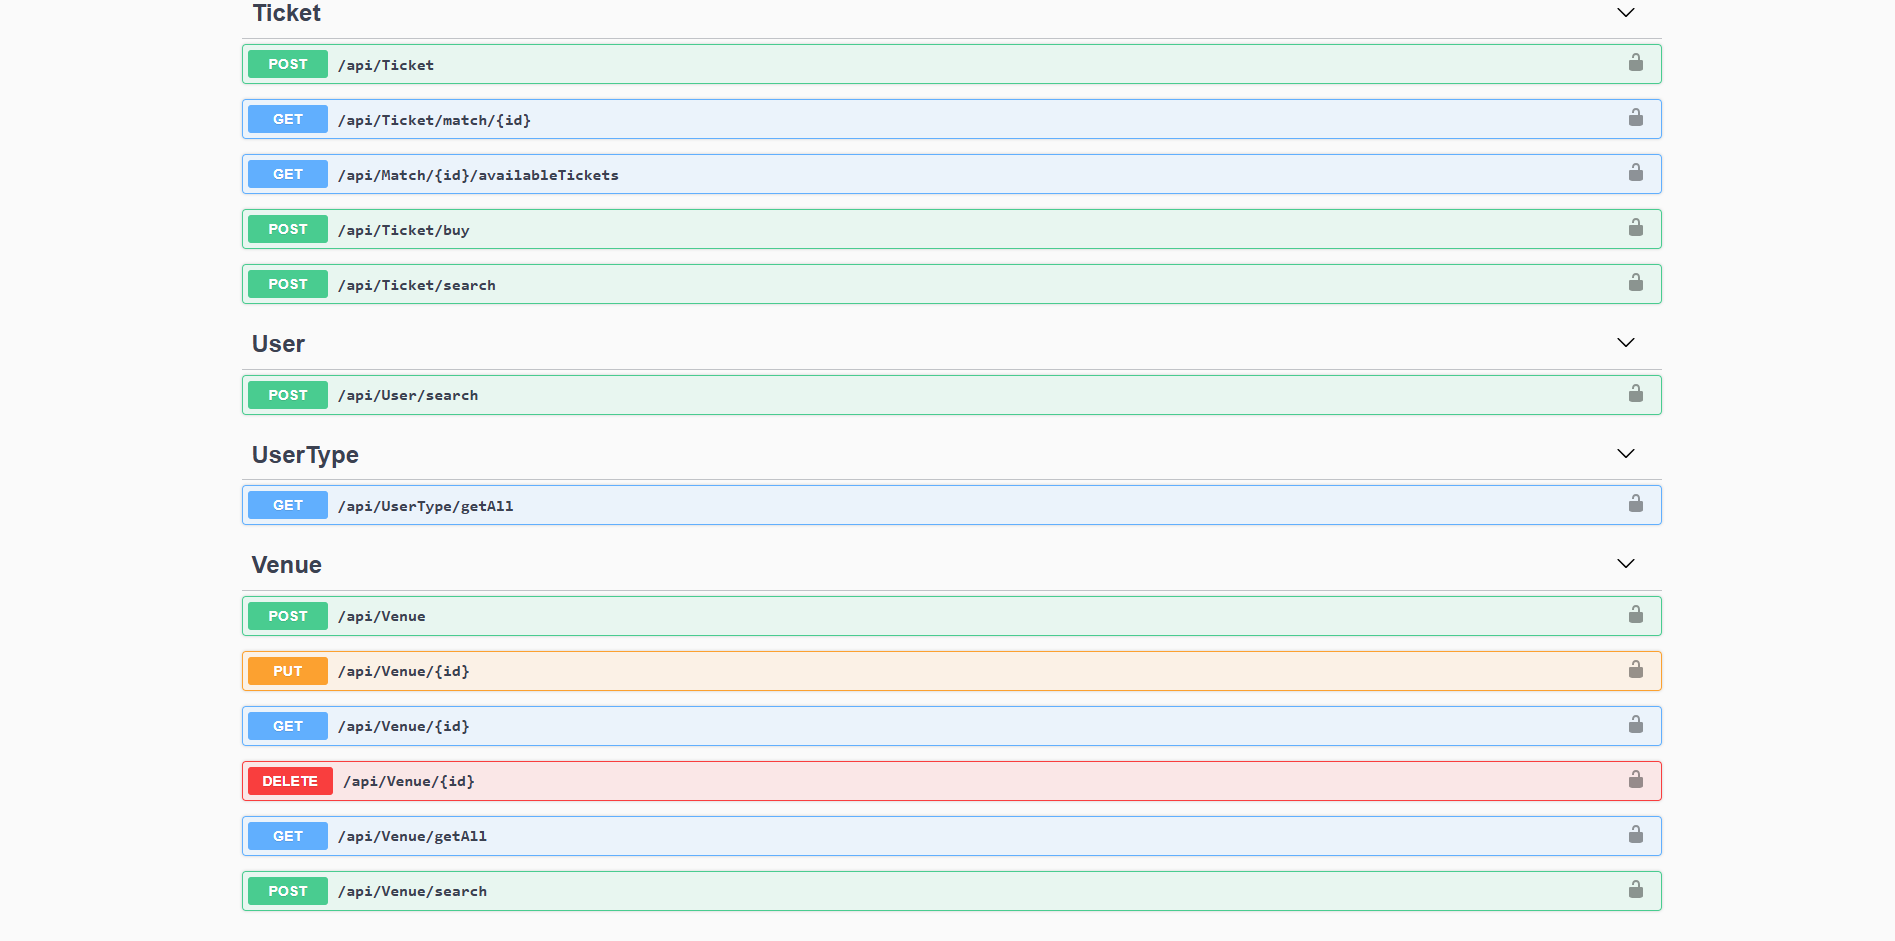 Ticket
POST /api/Ticket
GET /api/Ticket/match/{id}
GET /api/Match/{id}/availableTickets
POST /api/Ticket/buy
POST /api/Ticket/search
User
POST /api/User/search
UserType
GET /api/UserType/getAll
Venue
POST /api/Venue
PUT /api/Venue/{id}
GET /api/Venue/{id}
DELETE /api/Venue/{id}
GET /api/Venue/getAll
POST /api/Venue/search